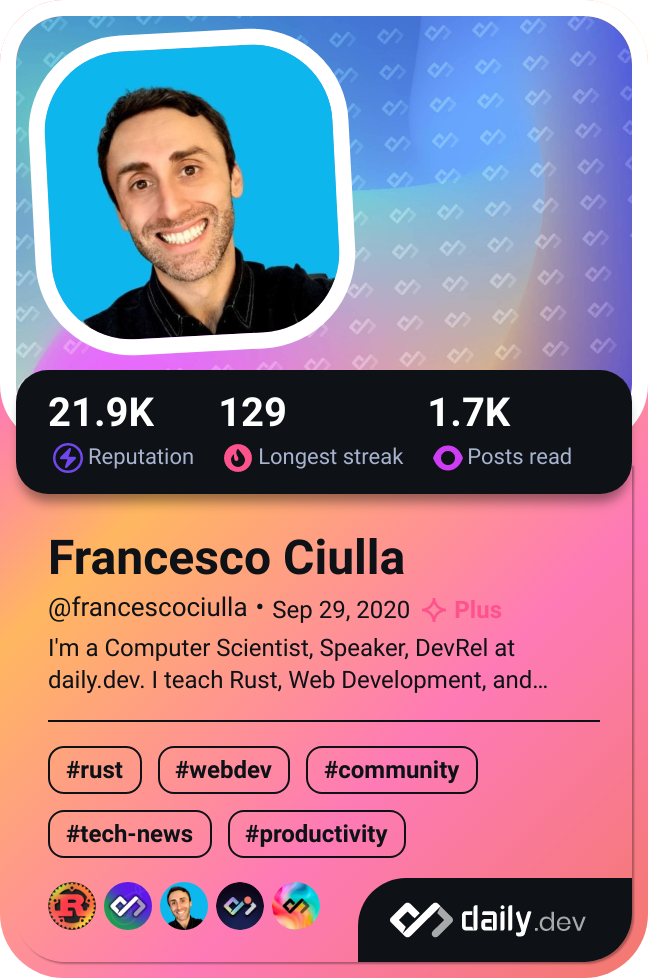 21.9K 129 1.7K
Reputation Longest streak Posts read
Francesco Ciulla
@francescociulla • Sep 29, 2020 Plus
I'm a Computer Scientist, Speaker, DevRel at
daily.dev. I teach Rust, Web Development, and...
#rust #webdev #community
#tech-news #productivity
R
daily.dev